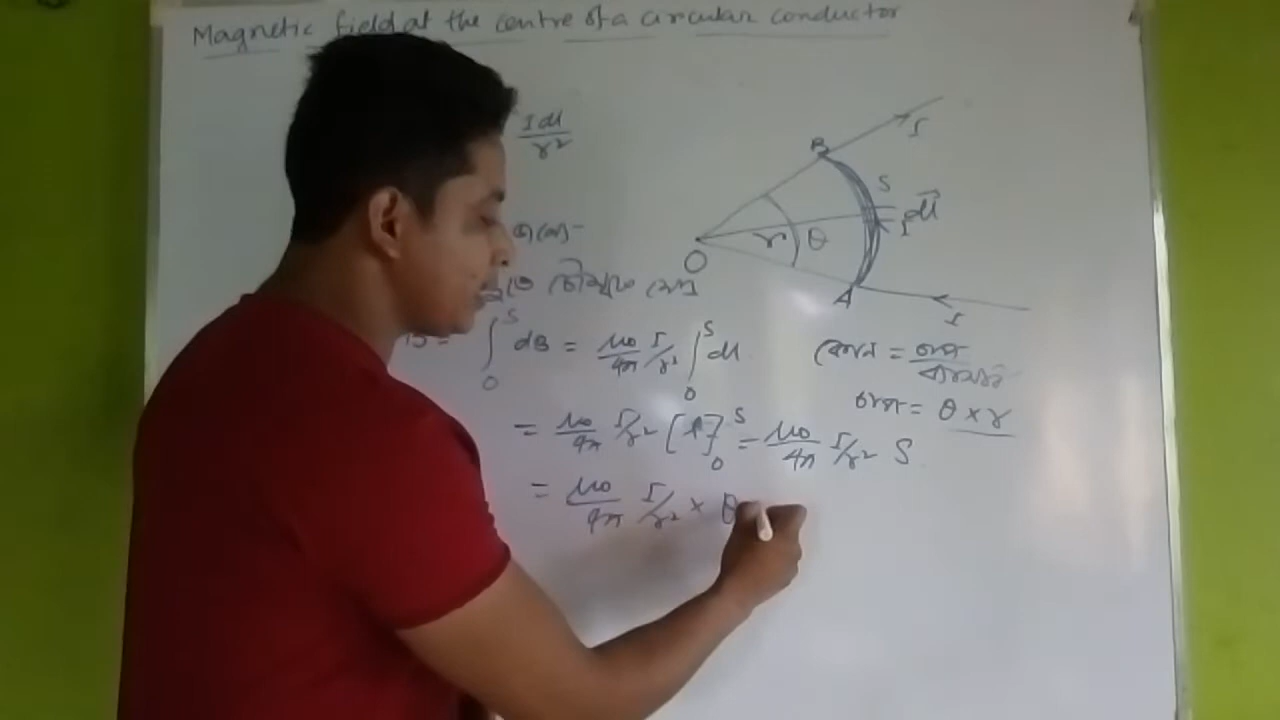 Magnetic field at the centre of a circular conductor
Idl/r²
B
I
S
dl
I
r θ
O
A
I
∫₀ˢ dB = μ₀/4π I/r² ∫₀ˢ dl
কোন = চাপ/ব্যাসার্ধ
চাপ = θ × r
= μ₀/4π I/r² [l]₀ˢ = μ₀/4π I/r² S
= μ₀/4π I/r² × θ